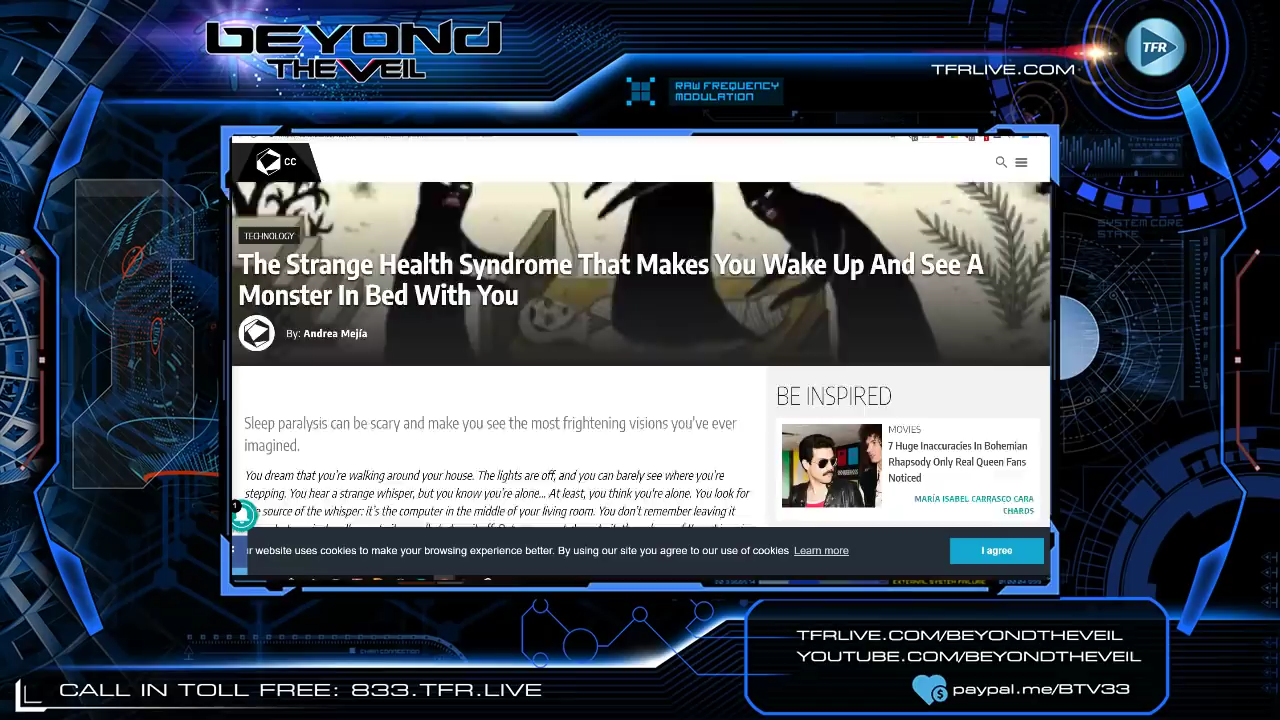 BEYOND
THE VEIL
TFR
TFRLIVE.COM
RAW FREQUENCY
MODULATION
CC
TECHNOLOGY
The Strange Health Syndrome That Makes You Wake Up And See A
Monster In Bed With You
By: Andrea Mejía
SYSTEM CORE
STATE
BE INSPIRED
Sleep paralysis can be scary and make you see the most frightening visions you've ever
imagined.
MOVIES
7 Huge Inaccuracies In Bohemian
Rhapsody Only Real Queen Fans
Noticed
MARÍA ISABEL CARRASCO CARA
CHARDS
You dream that you're walking around your house. The lights are off, and you can barely see where you're
stepping. You hear a strange whisper, but you know you're alone... At least, you think you're alone. You look for
source of the whisper: it's the computer in the middle of your living room. You don't remember leaving it
1
r website uses cookies to make your browsing experience better. By using our site you agree to our use of cookies Learn more
I agree
EXTERNAL SYSTEM FAILURE
TFRLIVE.COM/BEYONDTHEVEIL
YOUTUBE.COM/BEYONDTHEVEIL
paypal.me/BTV33
CALL IN TOLL FREE: 833.TFR.LIVE